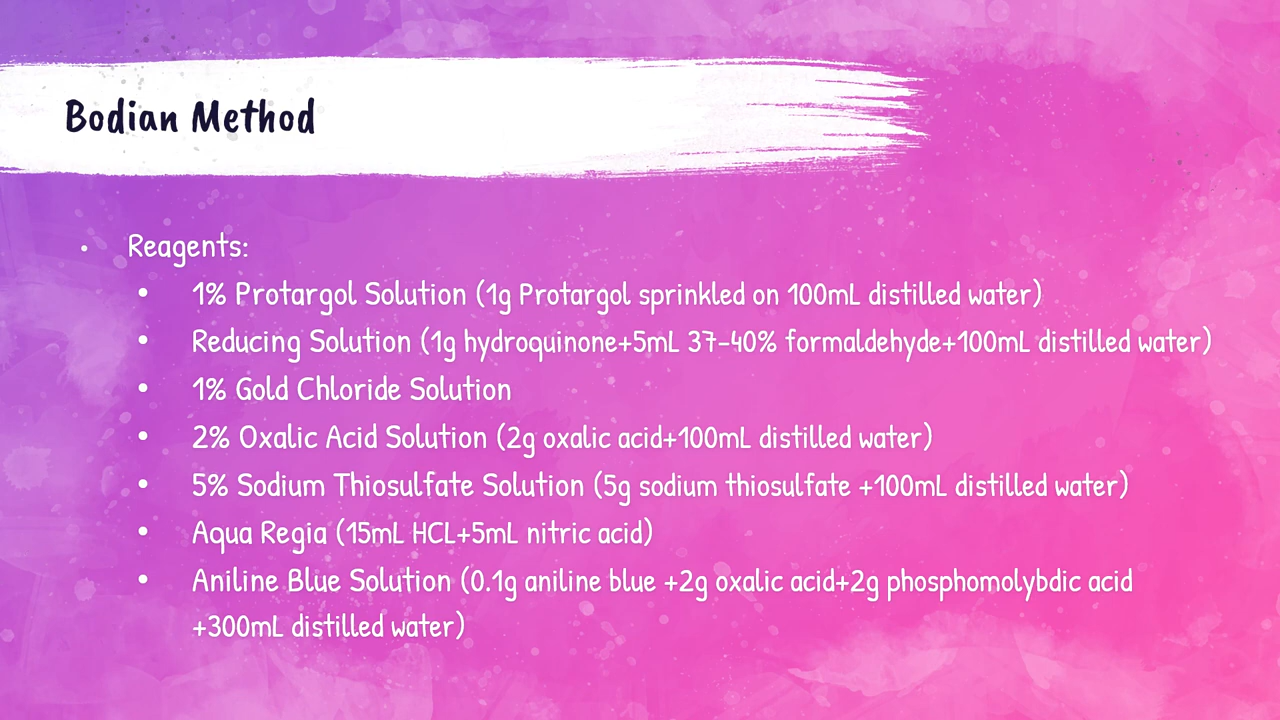 Bodian Method
• Reagents:
• 1% Protargol Solution (1g Protargol sprinkled on 100mL distilled water)
• Reducing Solution (1g hydroquinone+5mL 37-40% formaldehyde+100mL distilled water)
• 1% Gold Chloride Solution
• 2% Oxalic Acid Solution (2g oxalic acid+100mL distilled water)
• 5% Sodium Thiosulfate Solution (5g sodium thiosulfate +100mL distilled water)
• Aqua Regia (15mL HCL+5mL nitric acid)
• Aniline Blue Solution (0.1g aniline blue +2g oxalic acid+2g phosphomolybdic acid
+300mL distilled water)